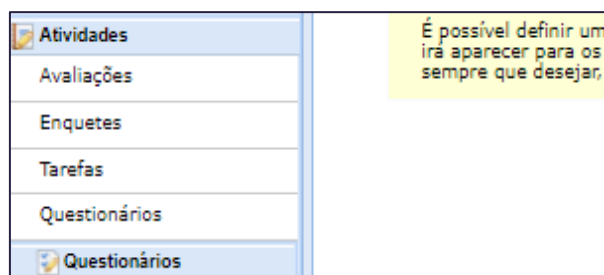 Atividades
Avaliações
Enquetes
Tarefas
Questionários
Questionários
É possível definir um
irá aparecer para os
sempre que desejar,